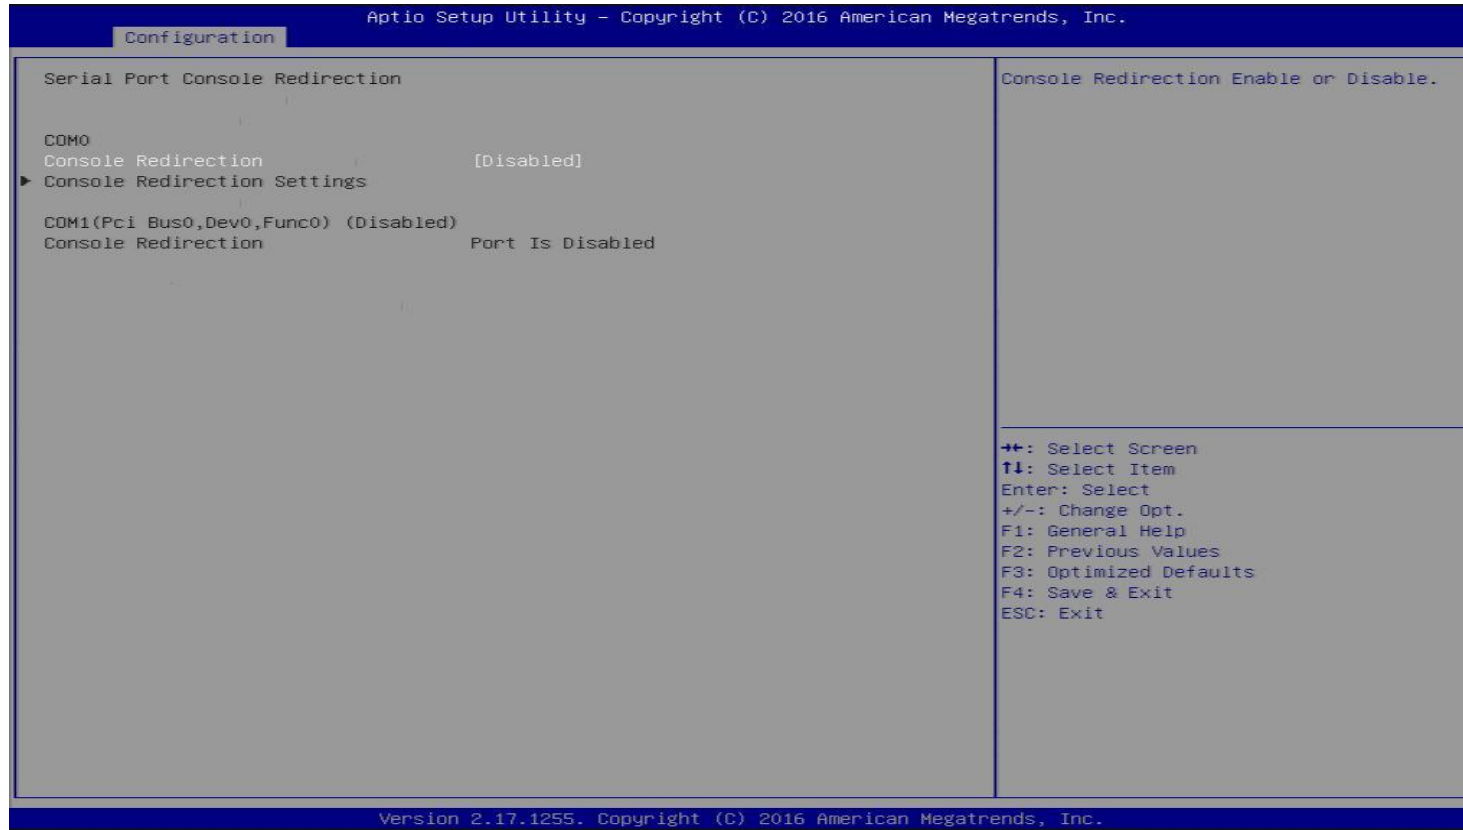 Aptio Setup Utility – Copyright (C) 2016 American Megatrends, Inc.
Configuration
Serial Port Console Redirection
COM0
Console Redirection [Disabled]
► Console Redirection Settings
COM1(Pci Bus0,Dev0,Func0) (Disabled)
Console Redirection Port Is Disabled
Console Redirection Enable or Disable.
→←: Select Screen
↑↓: Select Item
Enter: Select
+/-: Change Opt.
F1: General Help
F2: Previous Values
F3: Optimized Defaults
F4: Save & Exit
ESC: Exit
Version 2.17.1255. Copyright (C) 2016 American Megatrends, Inc.